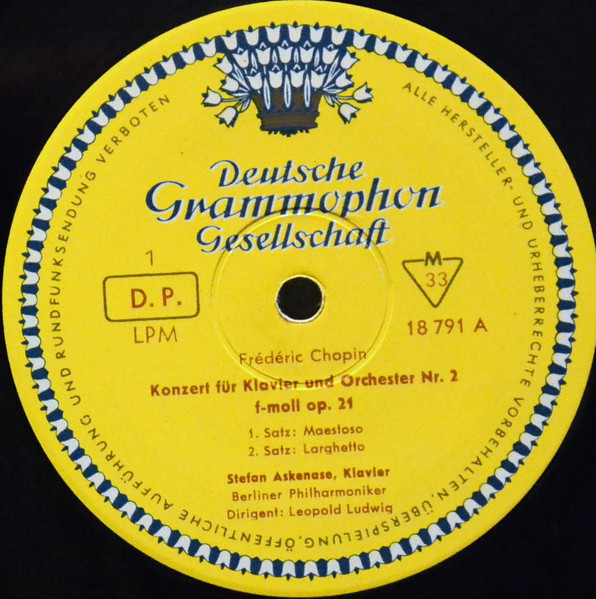 Deutsche
Grammophon
Gesellschaft
1
D. P.
LPM
M
33
18 791 A
Frédéric Chopin
Konzert für Klavier und Orchester Nr. 2
f-moll op. 21
1. Satz: Maestoso
2. Satz: Larghetto
Stefan Askenase, Klavier
Berliner Philharmoniker
Dirigent: Leopold Ludwig
ALLE HERSTELLER- UND URHEBERRECHTE VORBEHALTEN, ÜBERSPIELUNG, ÖFFENTLICHE AUFFÜHRUNG UND RUNDFUNKSENDUNG VERBOTEN